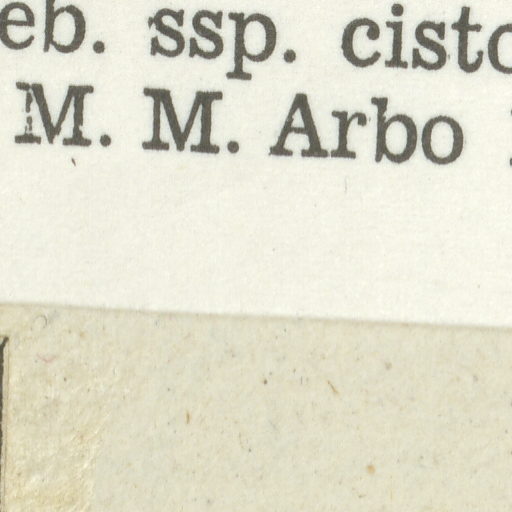 eb. ssp. cisto
M. M. Arbo